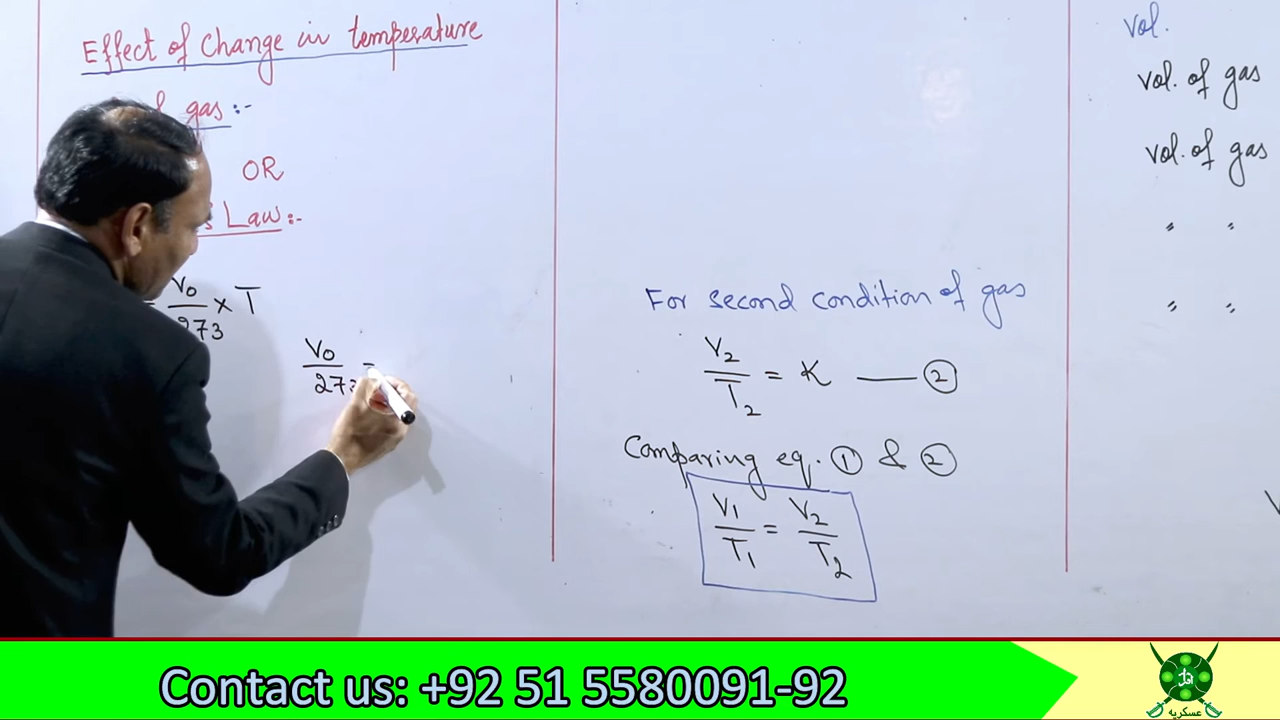 Effect of Change in temperature
gas :-
OR
Law :-
V0/273 × T
V0/273 =
For second condition of gas
V2/T2 = K —— ②
Comparing eq. ① & ②
V1/T1 = V2/T2
Vol.
Vol. of gas
Vol. of gas
" "
" "
Contact us: +92 51 5580091-92
عسکریہ